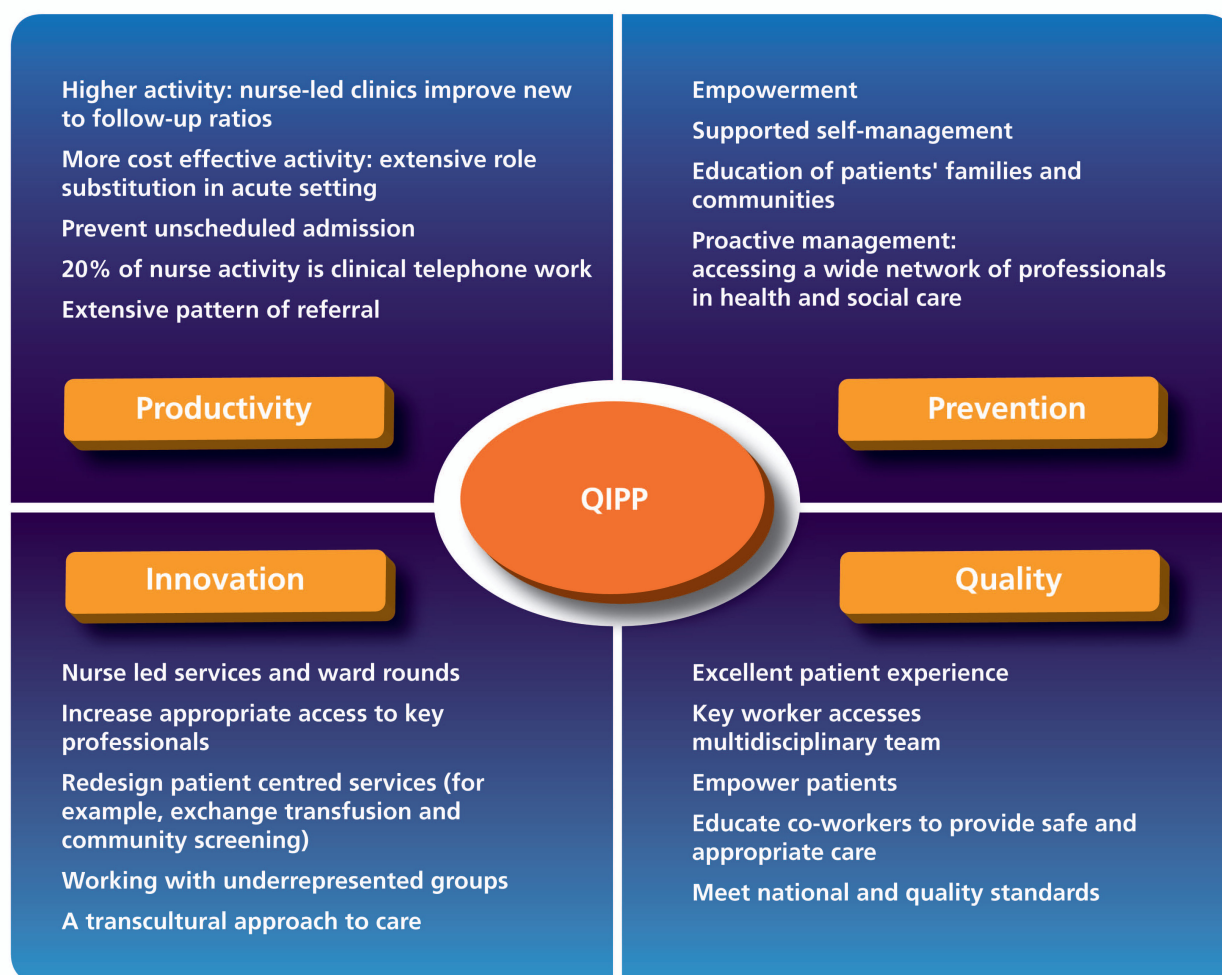 Higher activity: nurse-led clinics improve new
to follow-up ratios
More cost effective activity: extensive role
substitution in acute setting
Prevent unscheduled admission
20% of nurse activity is clinical telephone work
Extensive pattern of referral
Productivity
Empowerment
Supported self-management
Education of patients' families and
communities
Proactive management:
accessing a wide network of professionals
in health and social care
Prevention
QIPP
Innovation
Nurse led services and ward rounds
Increase appropriate access to key
professionals
Redesign patient centred services (for
example, exchange transfusion and
community screening)
Working with underrepresented groups
A transcultural approach to care
Quality
Excellent patient experience
Key worker accesses
multidisciplinary team
Empower patients
Educate co-workers to provide safe and
appropriate care
Meet national and quality standards